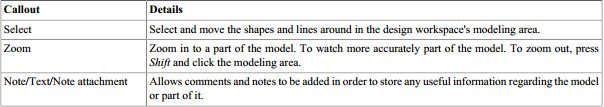 Callout Details
Select Select and move the shapes and lines around in the design workspace's modeling area.
Zoom Zoom in to a part of the model. To watch more accurately part of the model. To zoom out, press
Shift and click the modeling area.
Note/Text/Note attachment Allows comments and notes to be added in order to store any useful information regarding the model
or part of it.